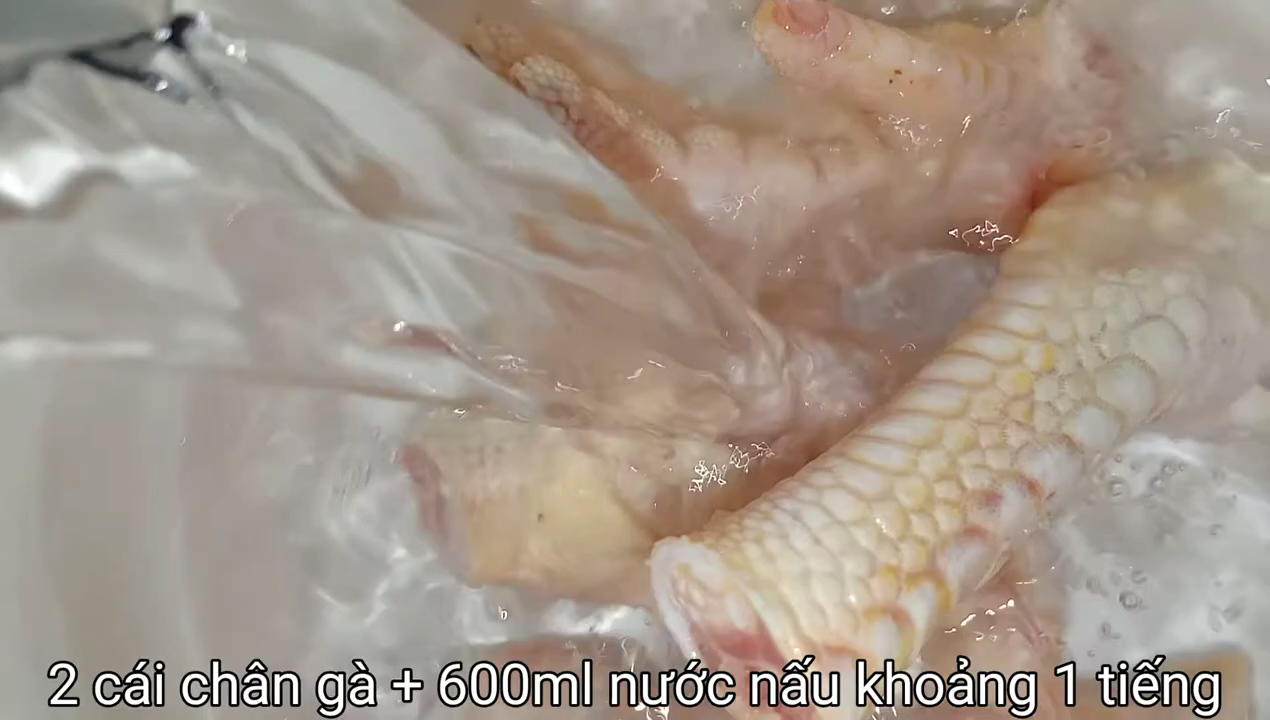 2 cái chân gà + 600ml nước nấu khoảng 1 tiếng